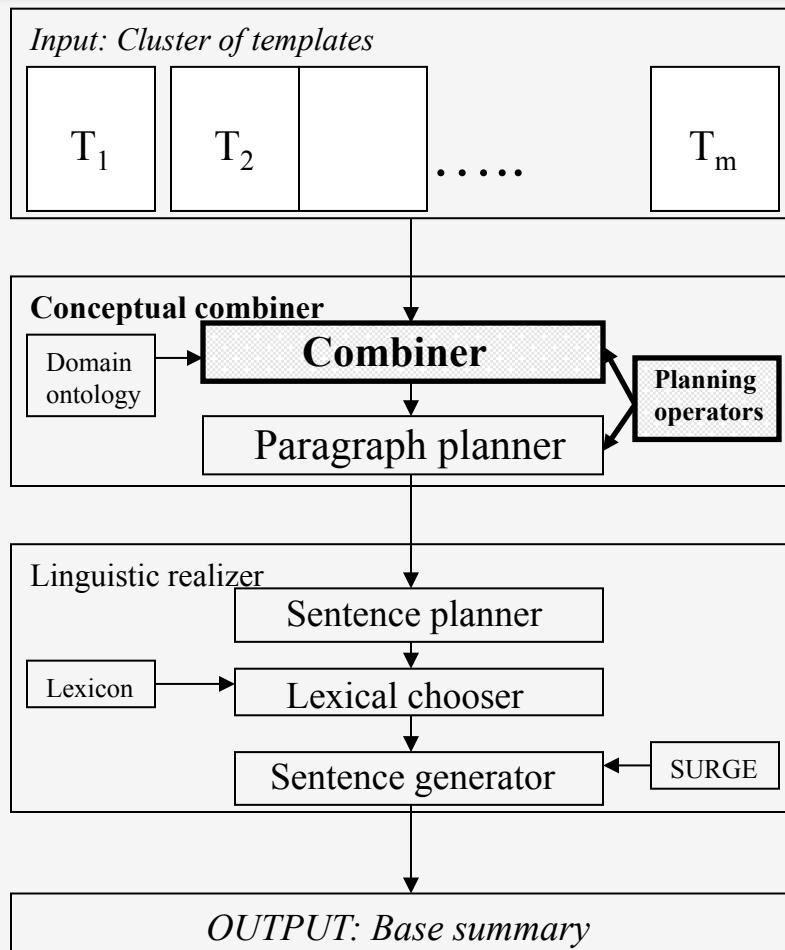 Input: Cluster of templates
T1
T2
.....
Tm
Conceptual combiner
Domain
ontology
Combiner
Planning
operators
Paragraph planner
Linguistic realizer
Sentence planner
Lexicon
Lexical chooser
Sentence generator
SURGE
OUTPUT: Base summary